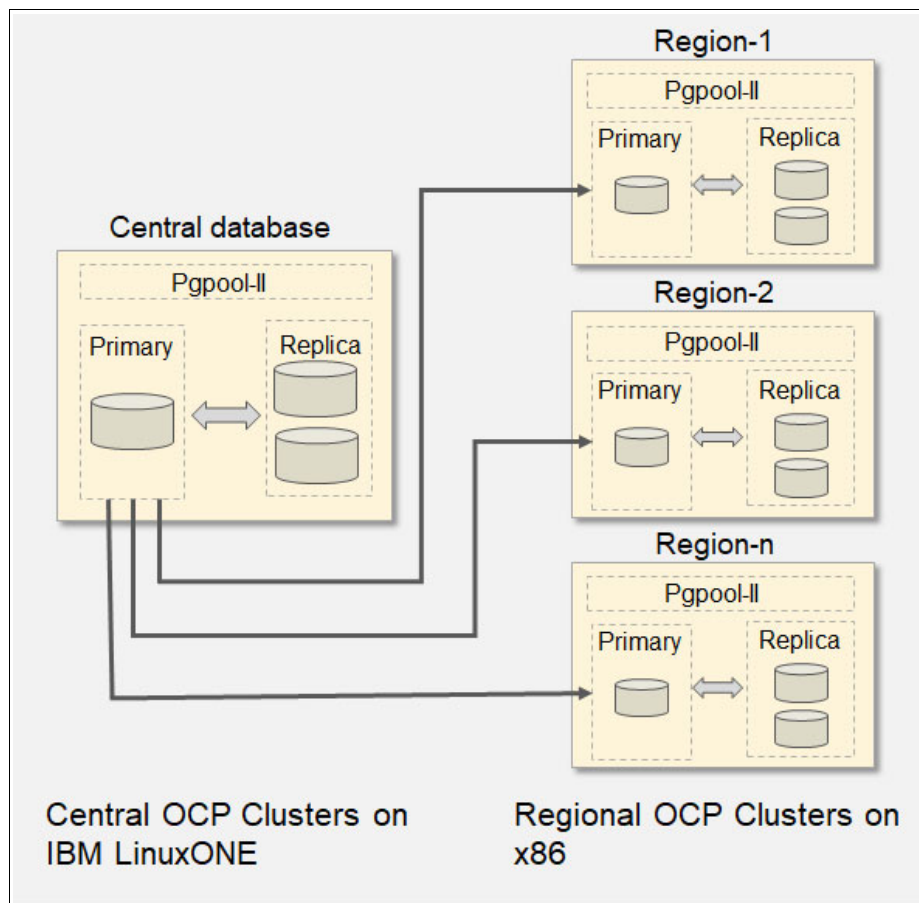 Central database
Pgpool-II
Primary
Replica
Region-1
Pgpool-II
Primary
Replica
Region-2
Pgpool-II
Primary
Replica
Region-n
Pgpool-II
Primary
Replica
Central OCP Clusters on
IBM LinuxONE
Regional OCP Clusters on
x86